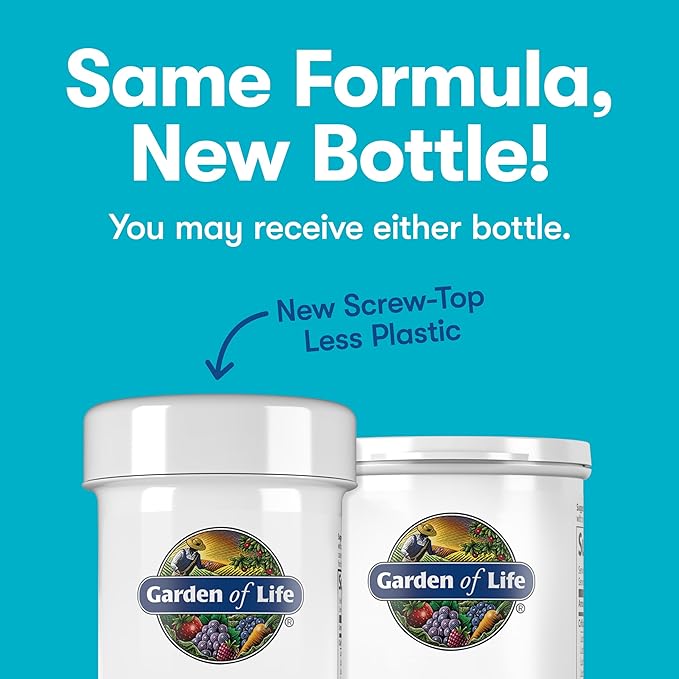 Same Formula,
New Bottle!
You may receive either bottle.
New Screw-Top
Less Plastic
Garden of Life
®
Garden of Life
®